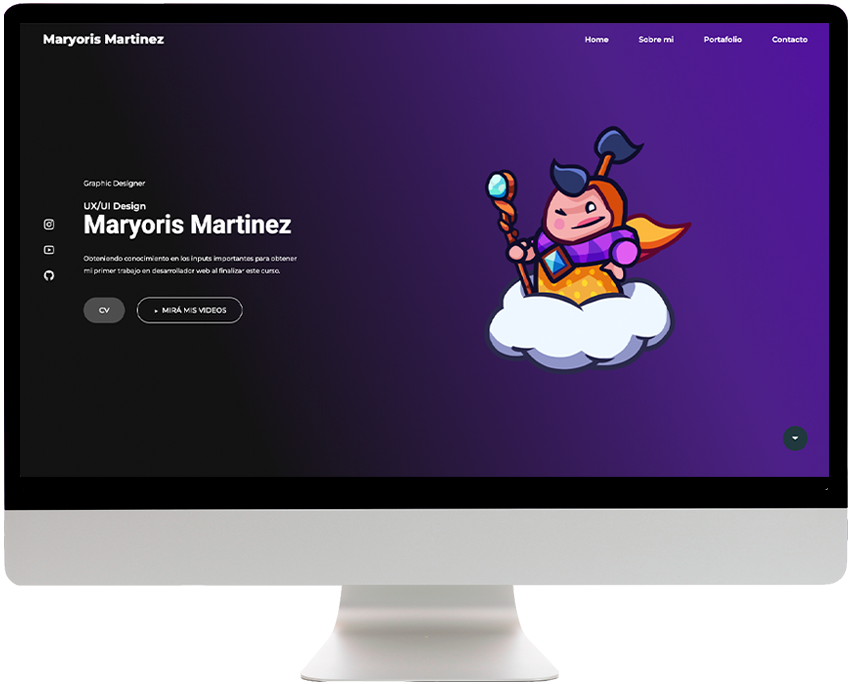 Maryoris Martinez
Home Sobre mi Portafolio Contacto
Graphic Designer
UX/UI Design
Maryoris Martinez
Obteniendo conocimiento en los inputs importantes para obtener
mi primer trabajo en desarrollador web al finalizar este curso.
CV
MIRÁ MIS VIDEOS